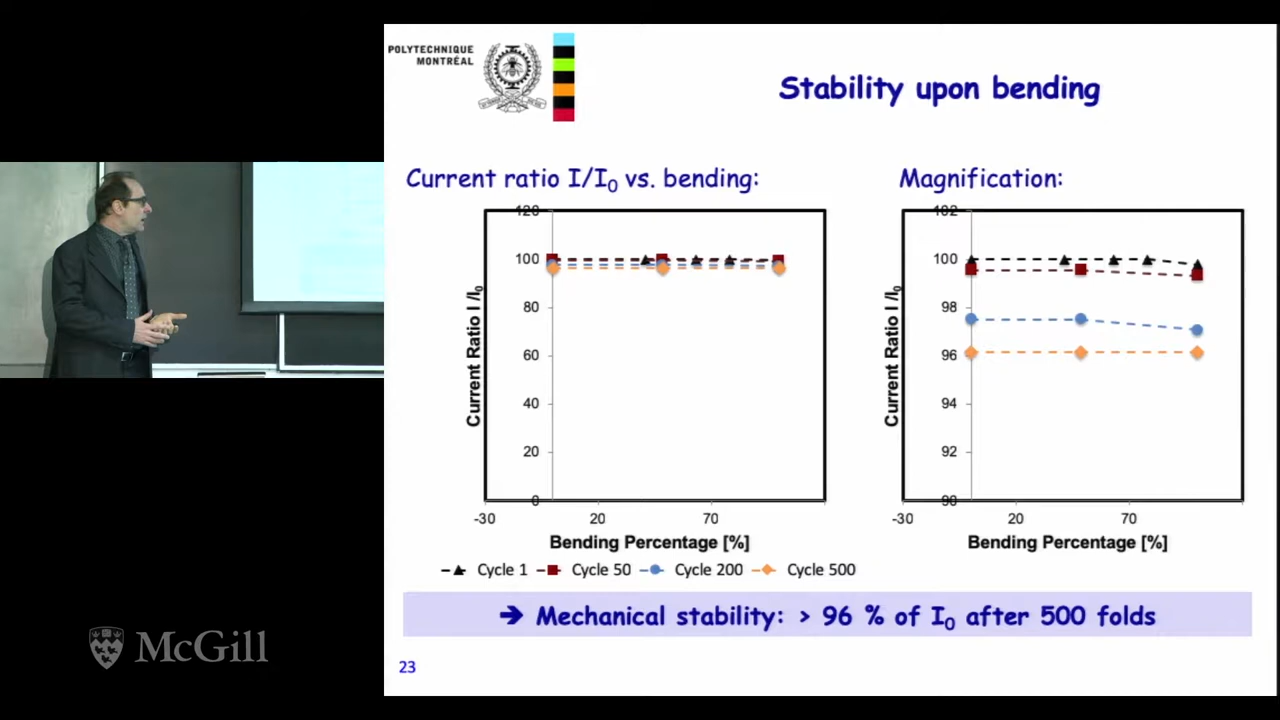 POLYTECHNIQUE
MONTRÉAL
Stability upon bending
Current ratio I/I0 vs. bending:
Magnification:
120
100
80
60
40
20
0
-30
20
70
Current Ratio I /I0
Bending Percentage [%]
102
100
98
96
94
92
90
-30
20
70
Current Ratio I /I0
Bending Percentage [%]
Cycle 1
Cycle 50
Cycle 200
Cycle 500
➔ Mechanical stability: > 96 % of I0 after 500 folds
23
McGill